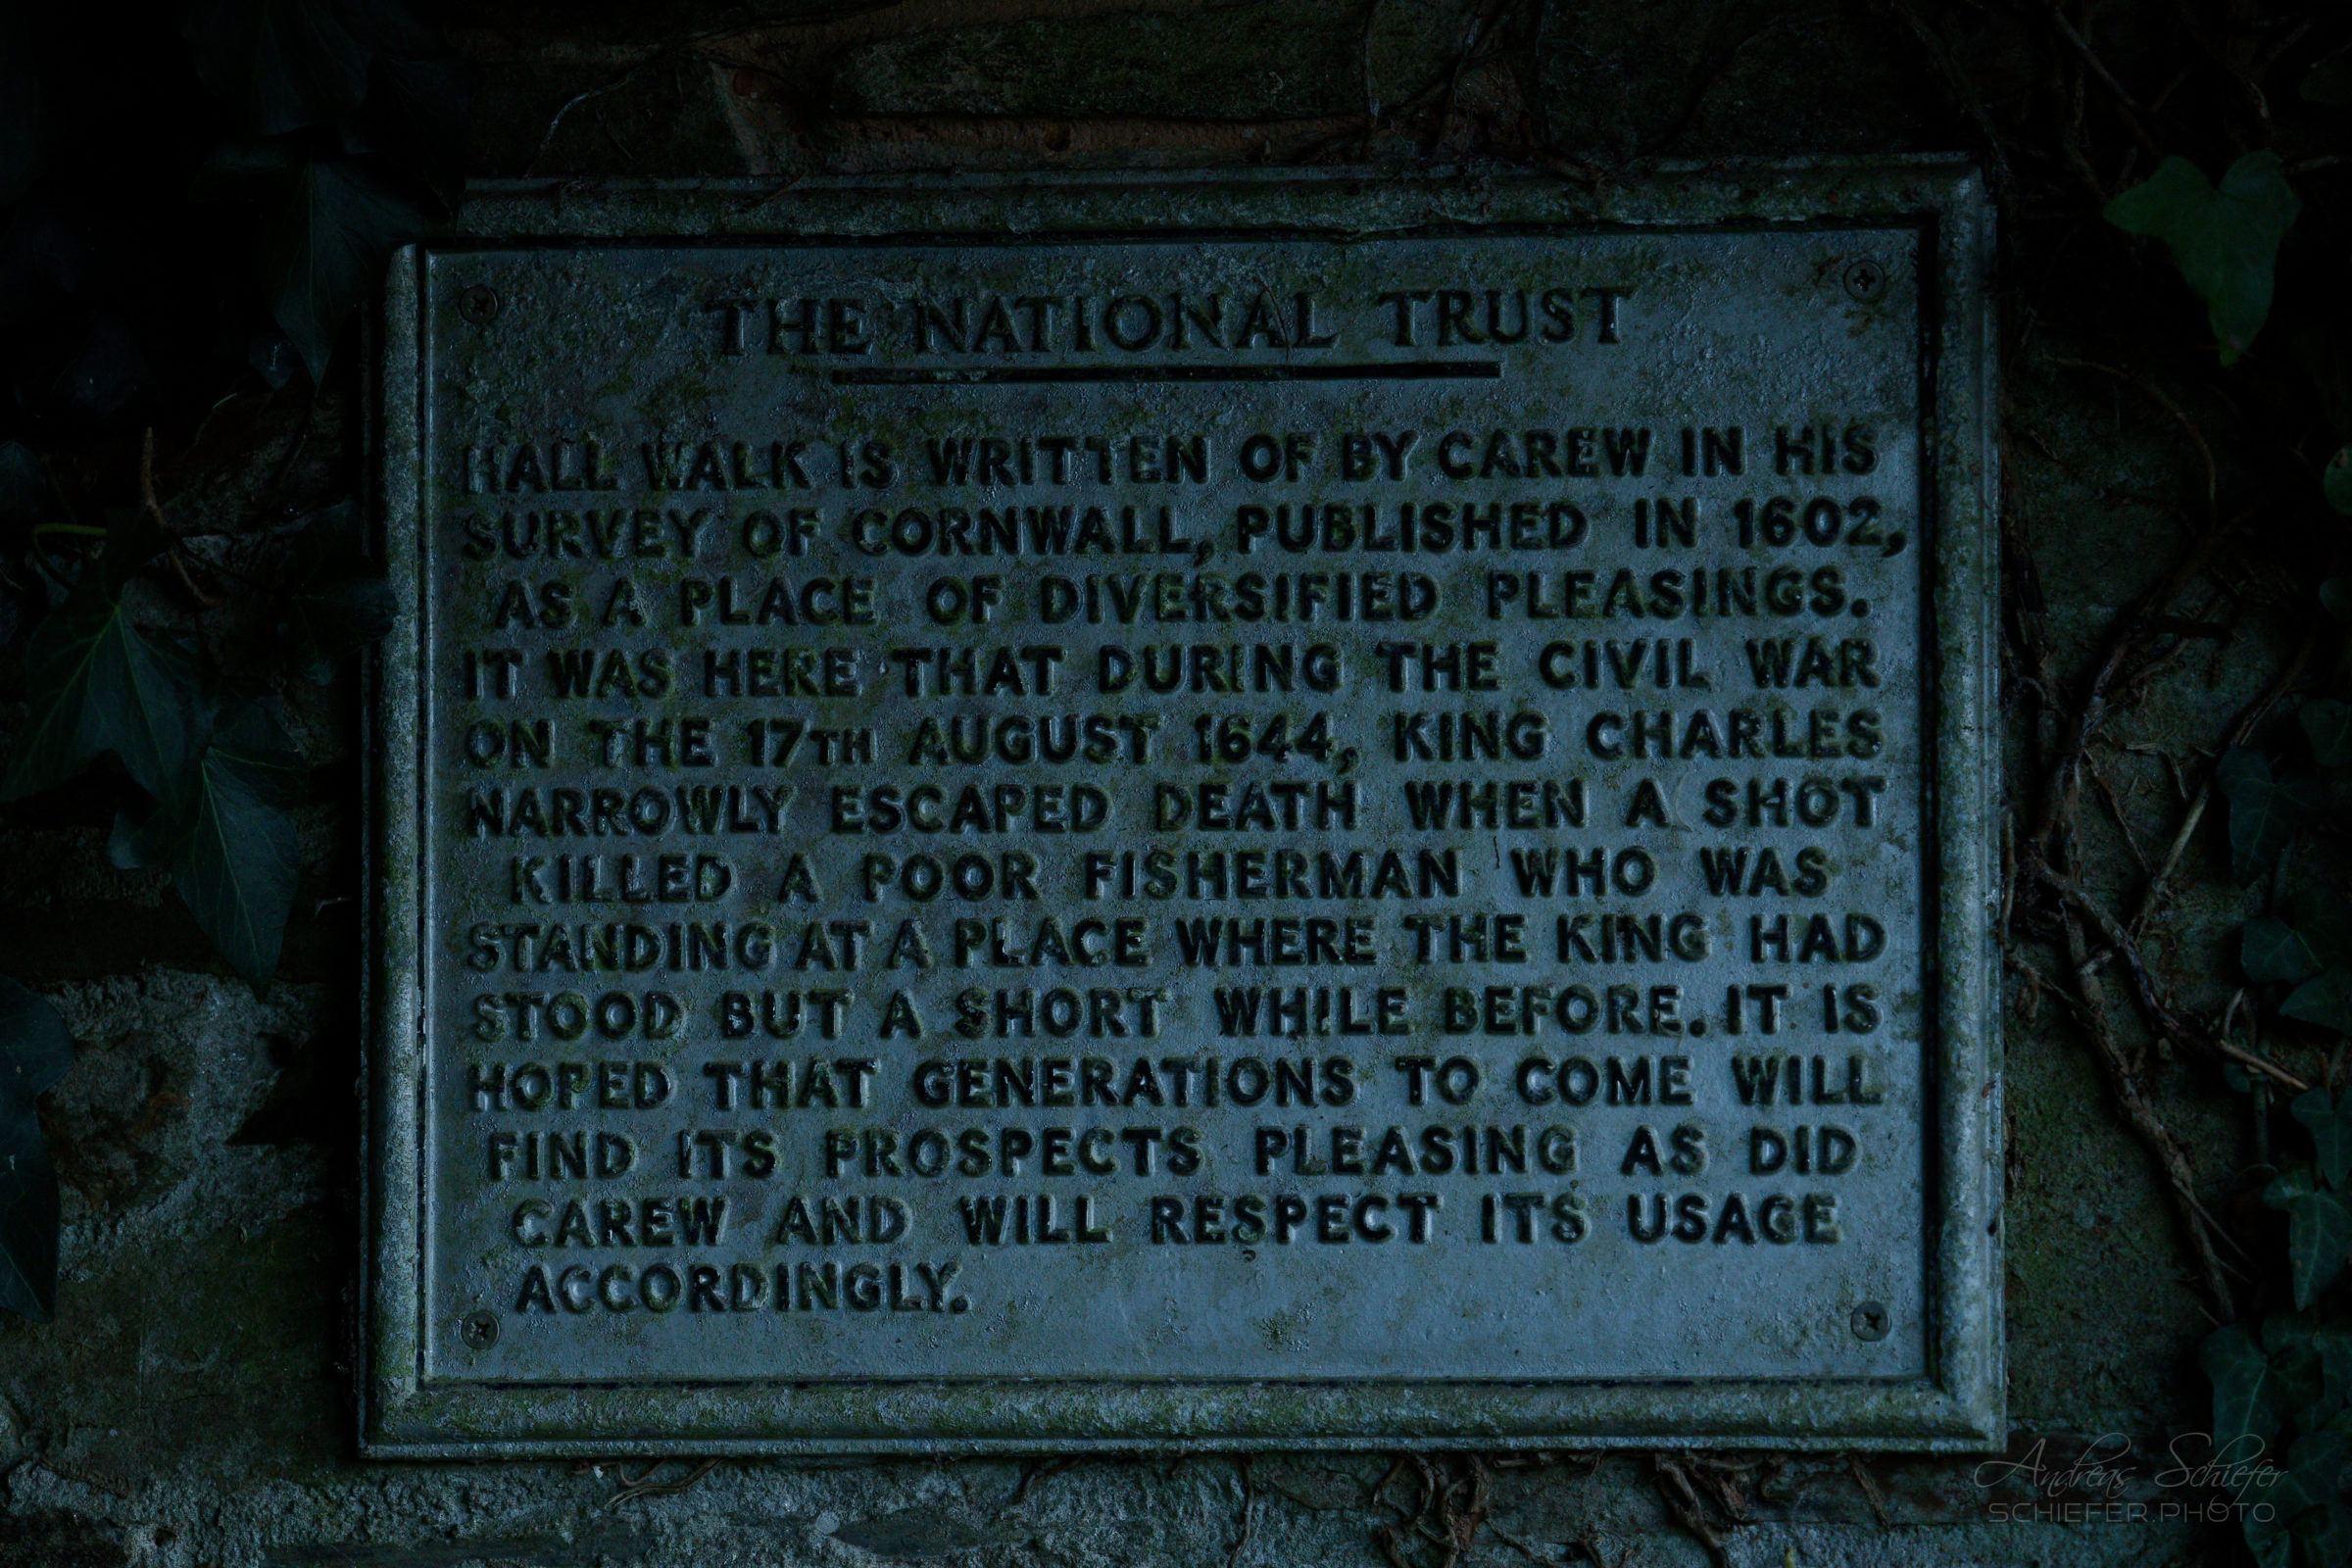 THE NATIONAL TRUST
HALL WALK IS WRITTEN OF BY CAREW IN HIS
SURVEY OF CORNWALL, PUBLISHED IN 1602,
AS A PLACE OF DIVERSIFIED PLEASINGS.
IT WAS HERE THAT DURING THE CIVIL WAR
ON THE 17TH AUGUST 1644, KING CHARLES
NARROWLY ESCAPED DEATH WHEN A SHOT
KILLED A POOR FISHERMAN WHO WAS
STANDING AT A PLACE WHERE THE KING HAD
STOOD BUT A SHORT WHILE BEFORE. IT IS
HOPED THAT GENERATIONS TO COME WILL
FIND ITS PROSPECTS PLEASING AS DID
CAREW AND WILL RESPECT ITS USAGE
ACCORDINGLY.
Andreas Schiefer
SCHIEFER.PHOTO